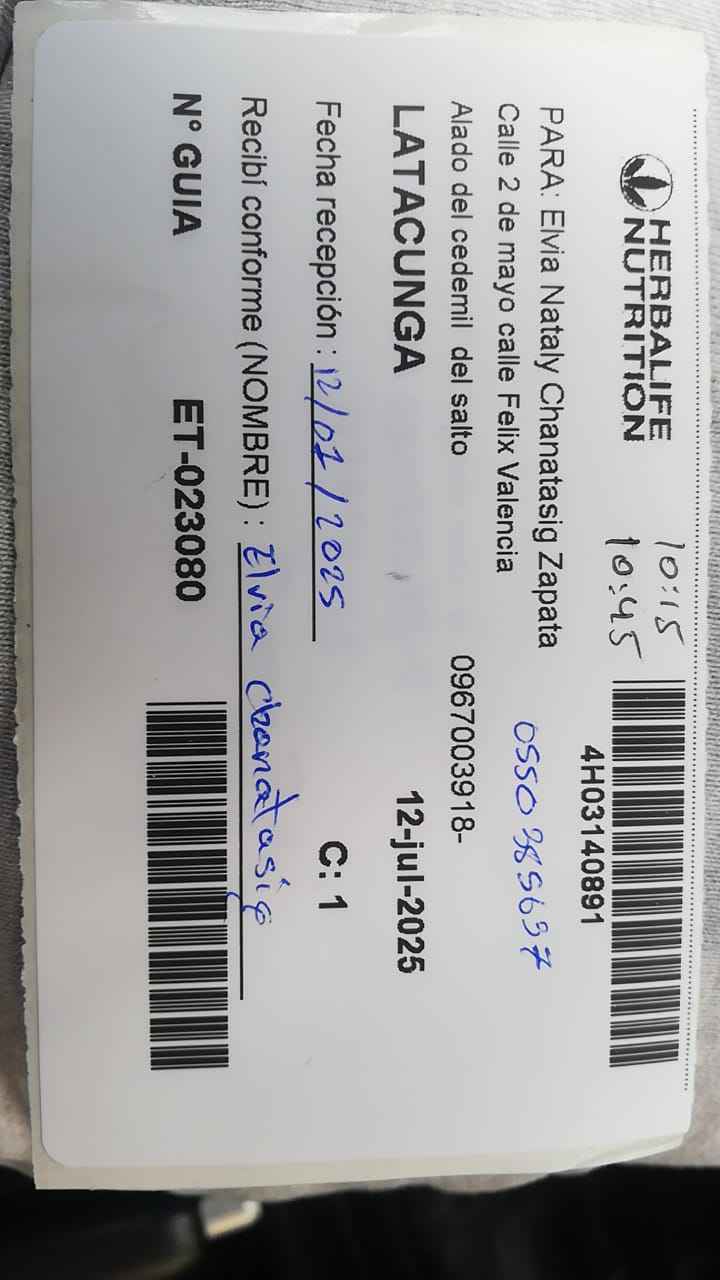 HERBALIFE
NUTRITION
10:15
10:45
4H03140891
PARA: Elvia Nataly Chanatasig Zapata
0550385637
Calle 2 de mayo calle Felix Valencia
Alado del cedemil del salto 0967003918-
LATACUNGA 12-jul-2025
Fecha recepción : 12/07/2025 C: 1
Recibí conforme (NOMBRE) : Elvia Chanatasig
N° GUIA ET-023080